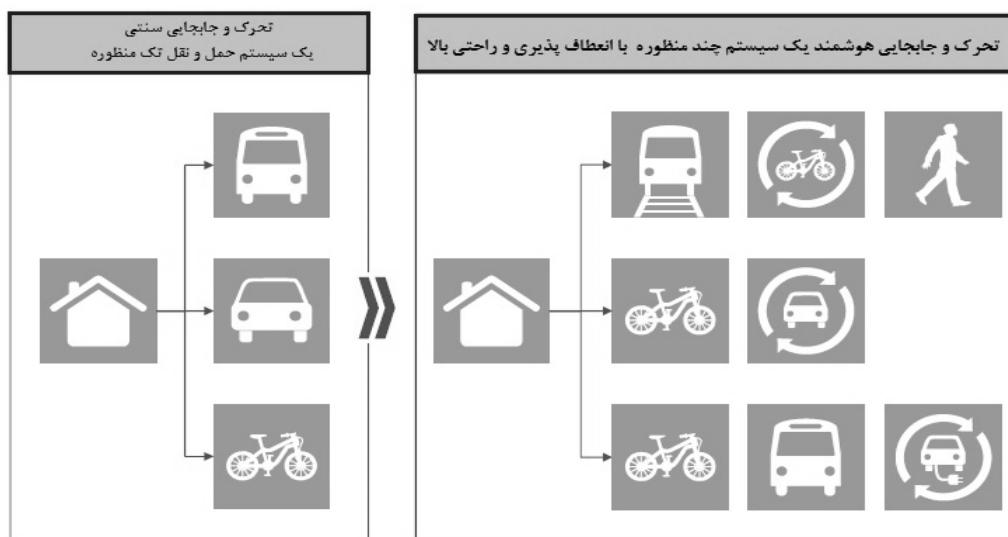 تحرک و جابجایی سنتی
یک سیستم حمل و نقل تک منظوره
تحرک و جابجایی هوشمند یک سیستم چند منظوره با انعطاف پذیری و راحتی بالا